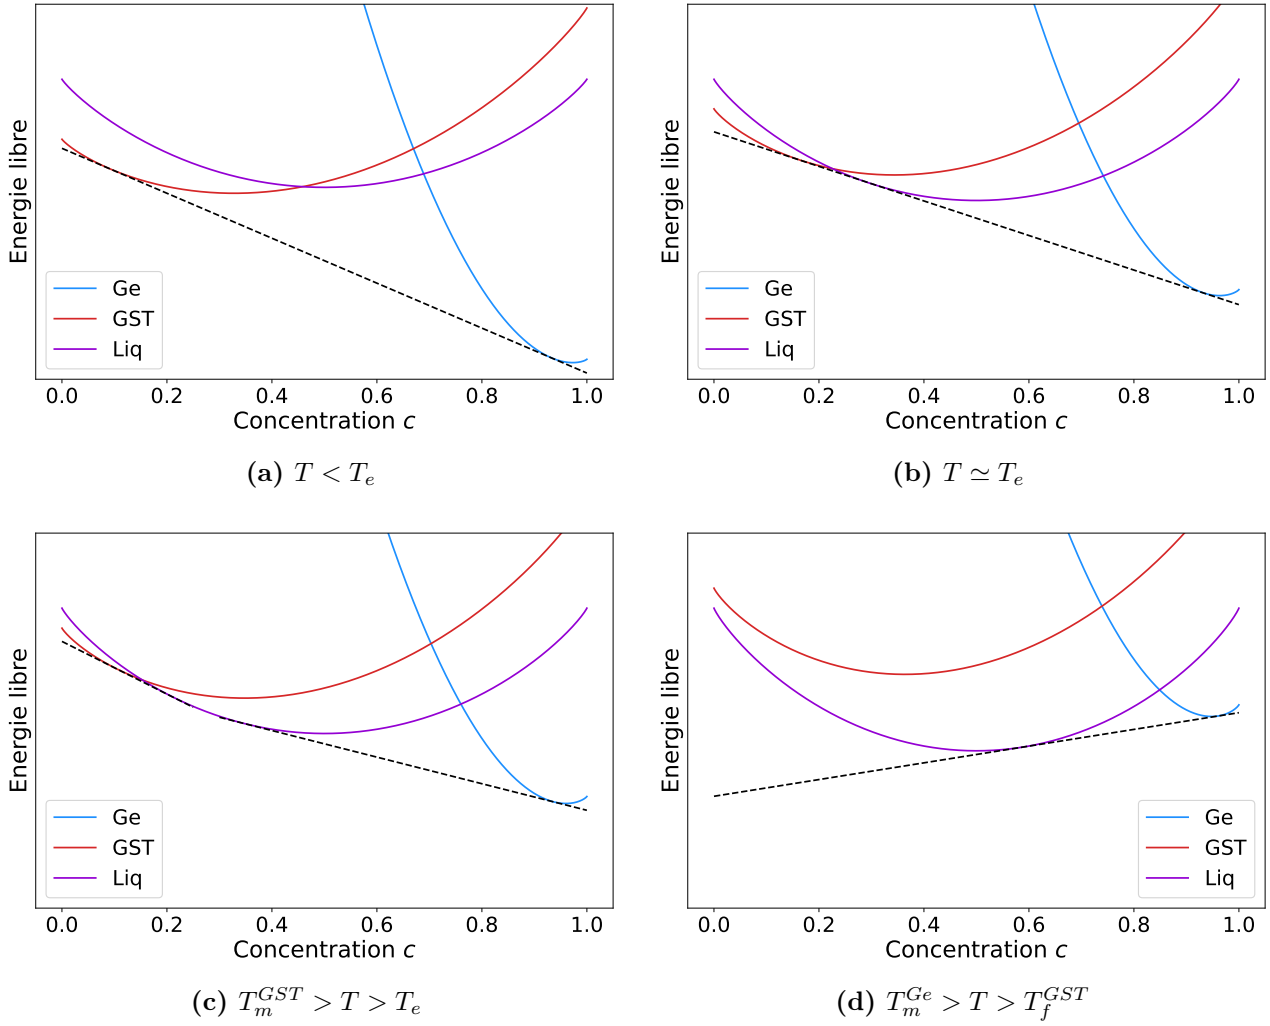 Energie libre
Ge
GST
Liq
0.0 0.2 0.4 0.6 0.8 1.0
Concentration c
(a) T < T_e
Energie libre
Ge
GST
Liq
0.0 0.2 0.4 0.6 0.8 1.0
Concentration c
(b) T ≃ T_e
Energie libre
Ge
GST
Liq
0.0 0.2 0.4 0.6 0.8 1.0
Concentration c
(c) T_m^{GST} > T > T_e
Energie libre
Ge
GST
Liq
0.0 0.2 0.4 0.6 0.8 1.0
Concentration c
(d) T_m^{Ge} > T > T_f^{GST}